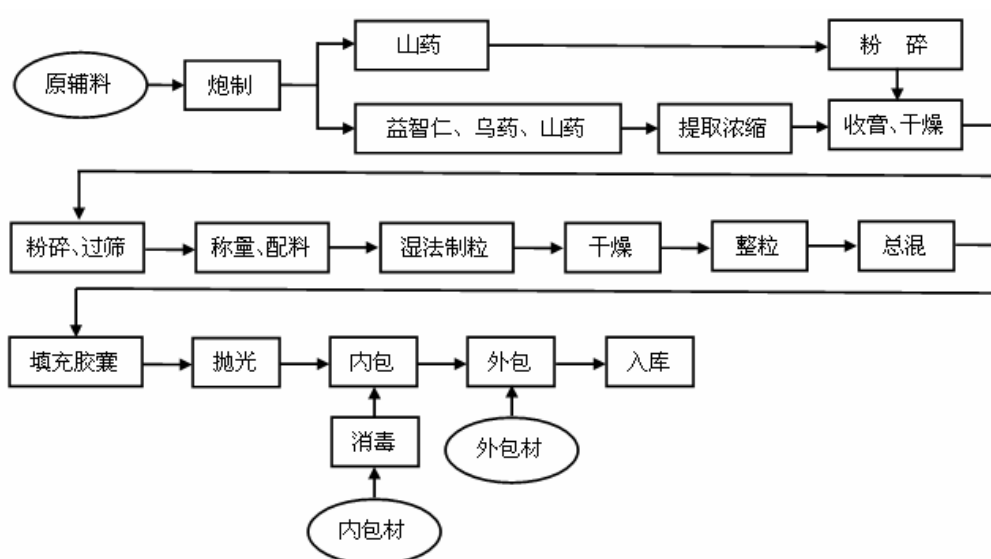 山药
粉 碎
原辅料
炮制
益智仁、乌药、山药
提取浓缩
收膏、干燥
粉碎、过筛
称量、配料
湿法制粒
干燥
整粒
总混
填充胶囊
抛光
内包
外包
入库
消毒
外包材
内包材